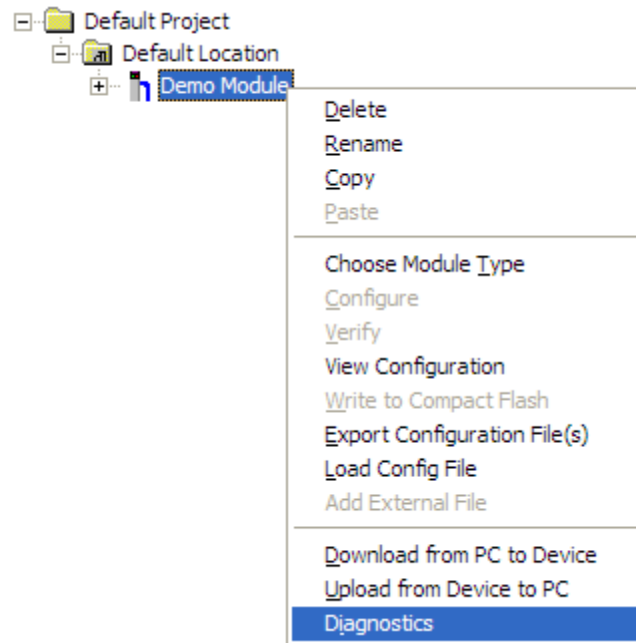 Default Project
Default Location
Demo Module
Delete
Rename
Copy
Paste
Choose Module Type
Configure
Verify
View Configuration
Write to Compact Flash
Export Configuration File(s)
Load Config File
Add External File
Download from PC to Device
Upload from Device to PC
Diagnostics